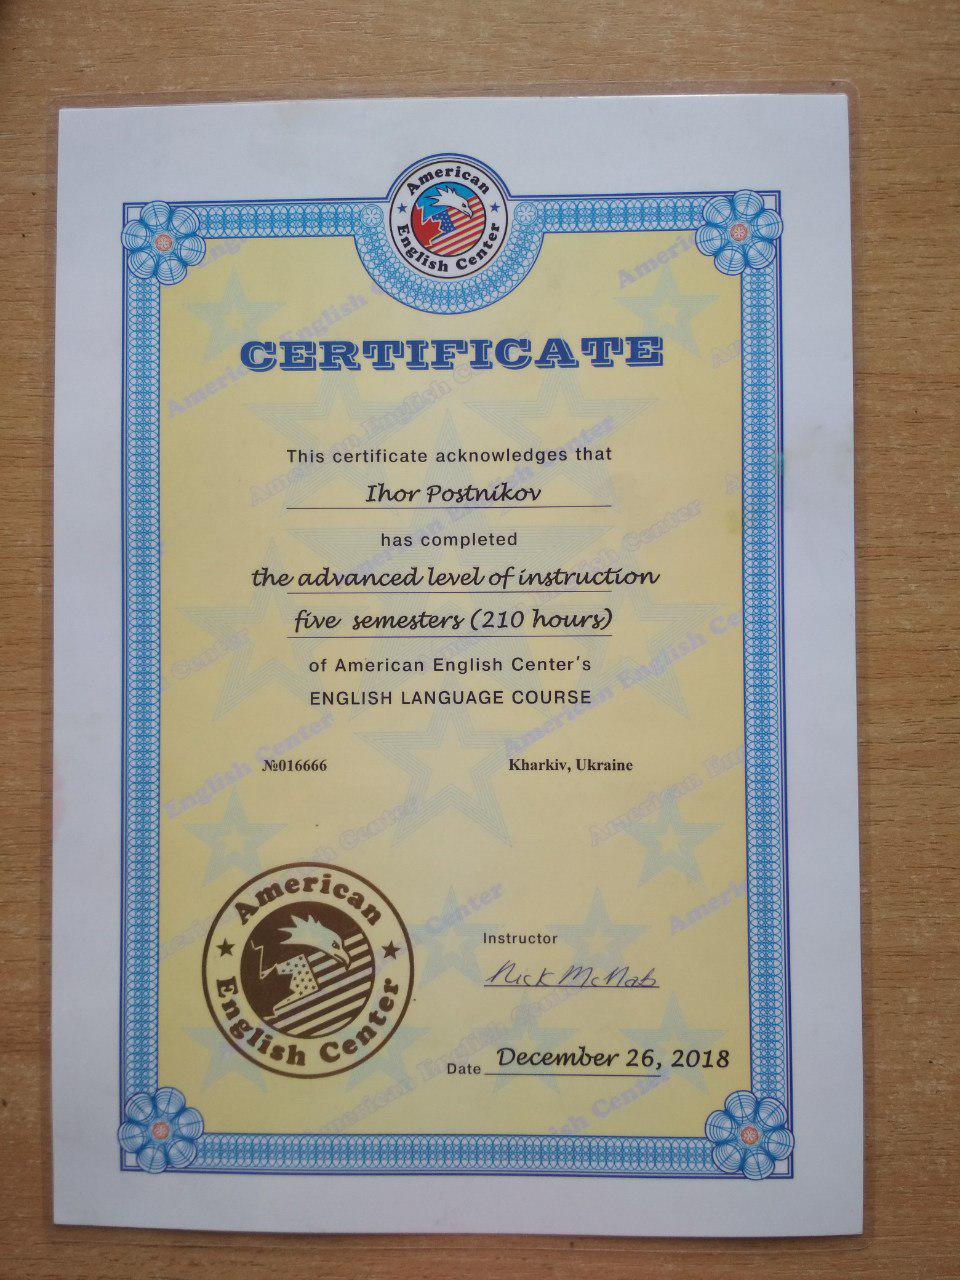 American
English Center
CERTIFICATE
This certificate acknowledges that
Ihor Postnikov
has completed
the advanced level of instruction
five semesters (210 hours)
of American English Center's
ENGLISH LANGUAGE COURSE
№016666
Kharkiv, Ukraine
American
English Center
Instructor
Nick McNab
Date December 26, 2018